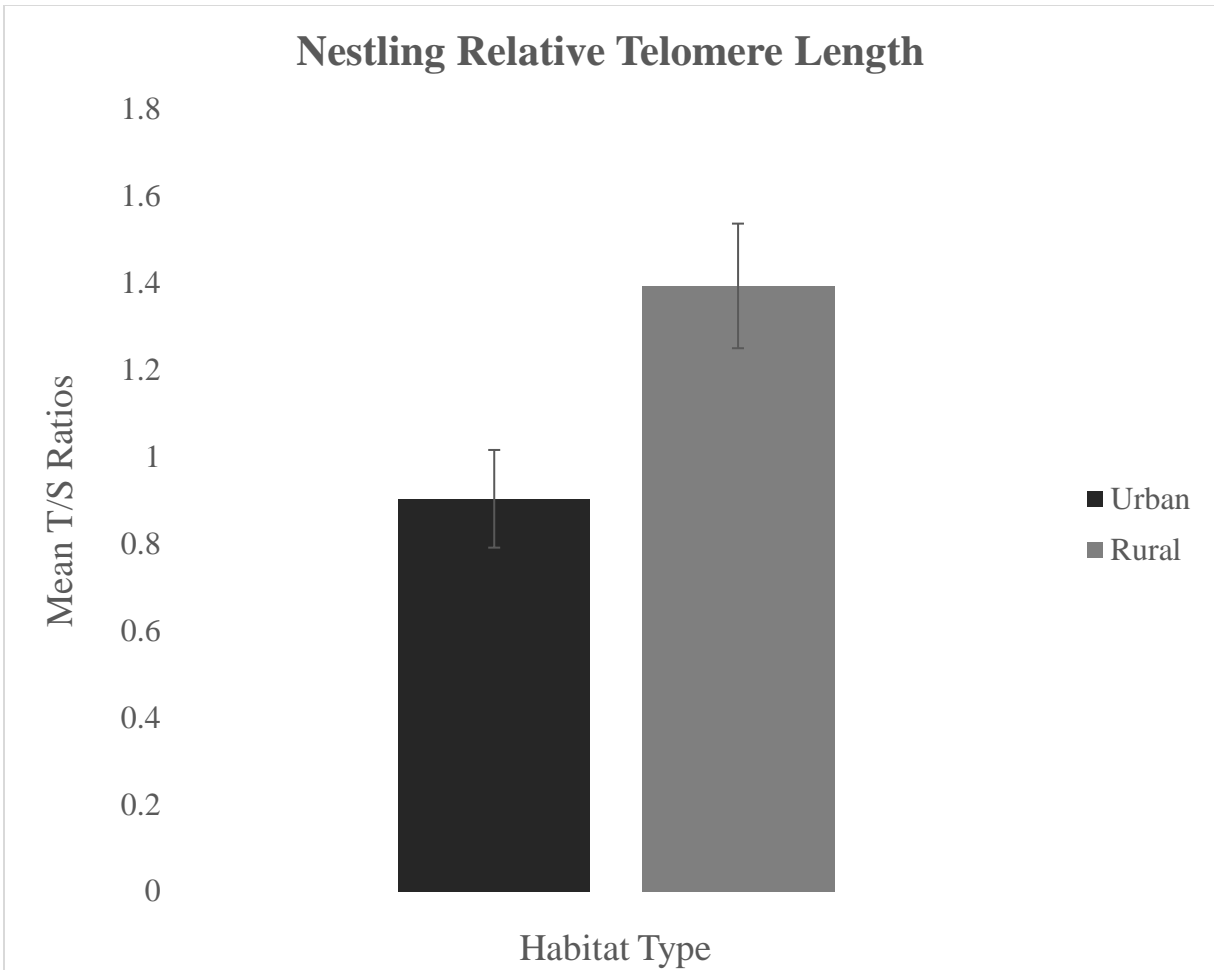 Nestling Relative Telomere Length
1.8
1.6
1.4
1.2
1
0.8
0.6
0.4
0.2
0
Mean T/S Ratios
Urban
Rural
Habitat Type